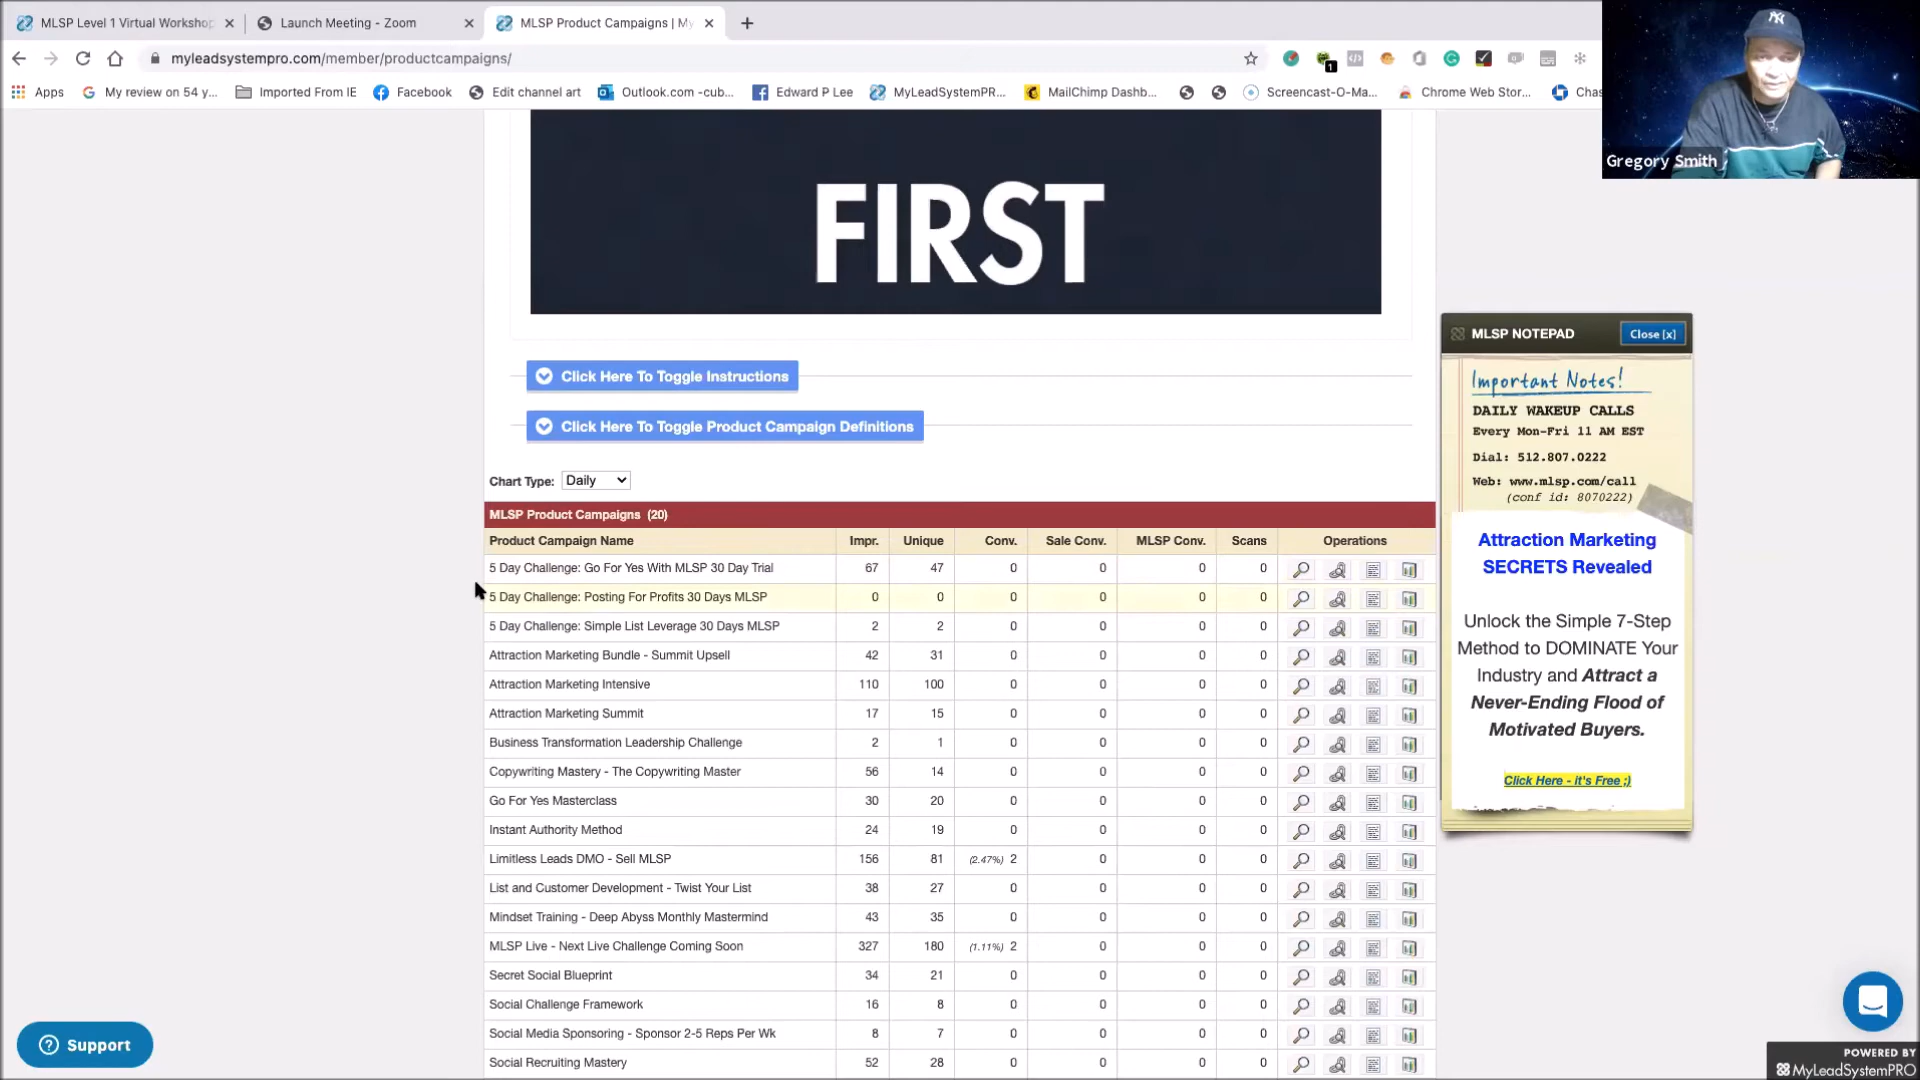 MLSP Level 1 Virtual Workshop
Launch Meeting - Zoom
MLSP Product Campaigns | My
myleadsystempro.com/member/productcampaigns/
1
Apps
My review on 54 y...
Imported From IE
Facebook
Edit channel art
Outlook.com -cub...
Edward P Lee
MyLeadSystemPR...
MailChimp Dashb...
Screencast-O-Ma...
Chrome Web Stor...
Chas
NY
Gregory Smith
FIRST
Click Here To Toggle Instructions
Click Here To Toggle Product Campaign Definitions
Chart Type: Daily
MLSP Product Campaigns (20)
Product Campaign Name Impr. Unique Conv. Sale Conv. MLSP Conv. Scans Operations
5 Day Challenge: Go For Yes With MLSP 30 Day Trial 67 47 0 0 0 0
5 Day Challenge: Posting For Profits 30 Days MLSP 0 0 0 0 0 0
5 Day Challenge: Simple List Leverage 30 Days MLSP 2 2 0 0 0 0
Attraction Marketing Bundle - Summit Upsell 42 31 0 0 0 0
Attraction Marketing Intensive 110 100 0 0 0 0
Attraction Marketing Summit 17 15 0 0 0 0
Business Transformation Leadership Challenge 2 1 0 0 0 0
Copywriting Mastery - The Copywriting Master 56 14 0 0 0 0
Go For Yes Masterclass 30 20 0 0 0 0
Instant Authority Method 24 19 0 0 0 0
Limitless Leads DMO - Sell MLSP 156 81 (2.47%) 2 0 0 0
List and Customer Development - Twist Your List 38 27 0 0 0 0
Mindset Training - Deep Abyss Monthly Mastermind 43 35 0 0 0 0
MLSP Live - Next Live Challenge Coming Soon 327 180 (1.11%) 2 0 0 0
Secret Social Blueprint 34 21 0 0 0 0
Social Challenge Framework 16 8 0 0 0 0
Social Media Sponsoring - Sponsor 2-5 Reps Per Wk 8 7 0 0 0 0
Social Recruiting Mastery 52 28 0 0 0 0
MLSP NOTEPAD
Close [x]
Important Notes!
DAILY WAKEUP CALLS
Every Mon-Fri 11 AM EST
Dial: 512.807.0222
Web: www.mlsp.com/call
(conf id: 8070222)
Attraction Marketing
SECRETS Revealed
Unlock the Simple 7-Step
Method to DOMINATE Your
Industry and Attract a
Never-Ending Flood of
Motivated Buyers.
Click Here - it's Free ;)
Support
POWERED BY
MyLeadSystemPRO